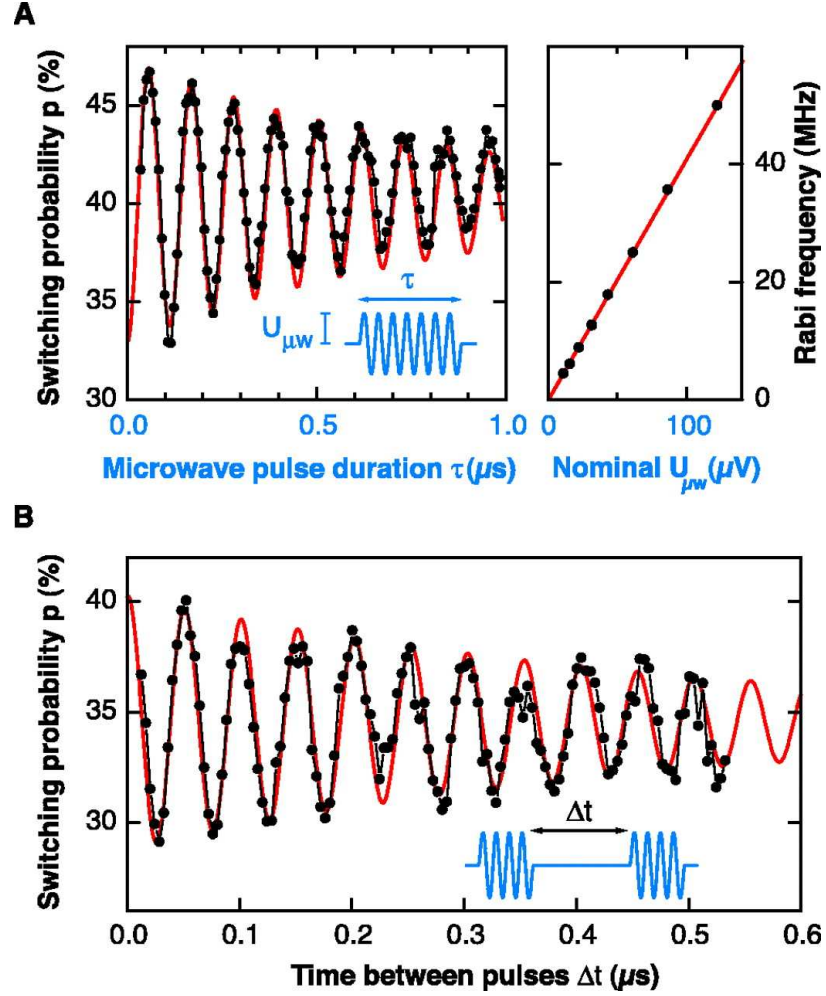 A
Switching probability p (%)
45
40
35
30
0.0
0.5
1.0
Microwave pulse duration τ(μs)
τ
Uμw
Rabi frequency (MHz)
40
20
0
0
100
Nominal Uμw(μV)
B
Switching probability p (%)
40
35
30
Δt
0.0
0.1
0.2
0.3
0.4
0.5
0.6
Time between pulses Δt (μs)